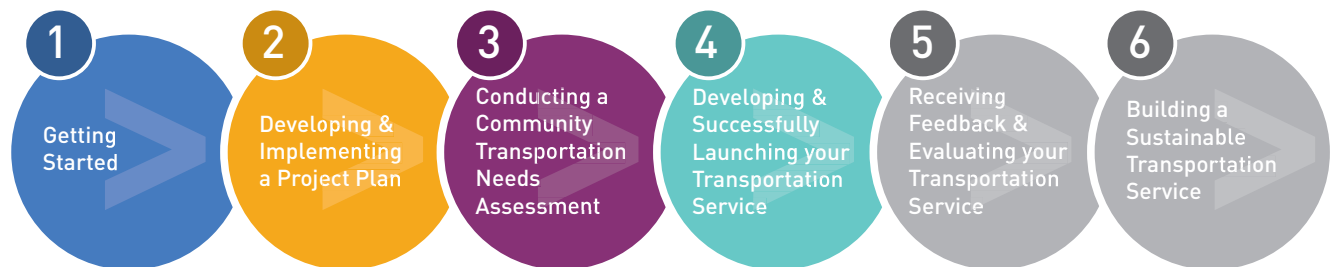 1
Getting
Started
2
Developing &
Implementing
a Project Plan
3
Conducting a
Community
Transportation
Needs
Assessment
4
Developing &
Successfully
Launching your
Transportation
Service
5
Receiving
Feedback &
Evaluating your
Transportation
Service
6
Building a
Sustainable
Transportation
Service